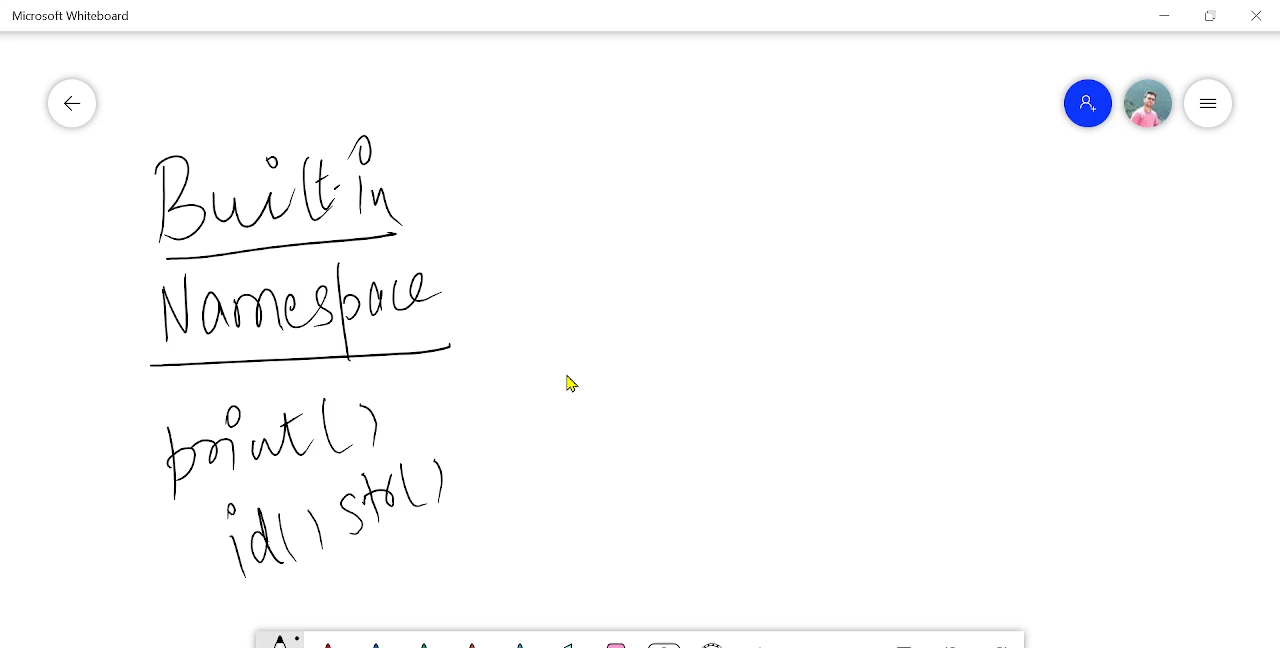 Microsoft Whiteboard
Built-in
Namespace
print()
id() str()